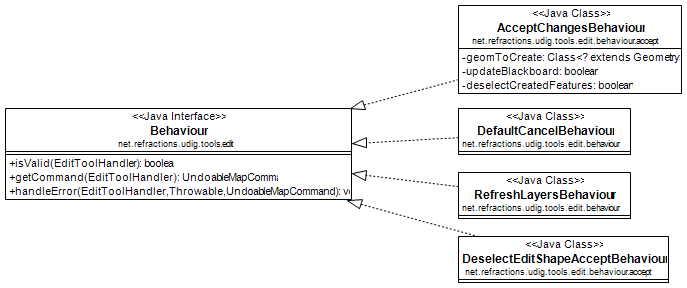 <<Java Interface>>
Behaviour
net.refractions.udig.tools.edit
+isValid(EditToolHandler): boolea
+getCommand(EditToolHandler): UndoableMapComma
+handleError(EditToolHandler,Throwable,UndoableMapCommand): vo
<<Java Class>>
AcceptChangesBehaviour
net.refractions.udig.tools.edit.behaviour.accept
-geomToCreate: Class<? extends Geometry
-updateBlackboard: boolean
-deselectCreatedFeatures: boolean
<<Java Class>>
DefaultCancelBehaviour
net.refractions.udig.tools.edit.behaviour
<<Java Class>>
RefreshLayersBehaviour
net.refractions.udig.tools.edit.behaviour
<<Java Class>>
DeselectEditShapeAcceptBehaviour
net.refractions.udig.tools.edit.behaviour.accept